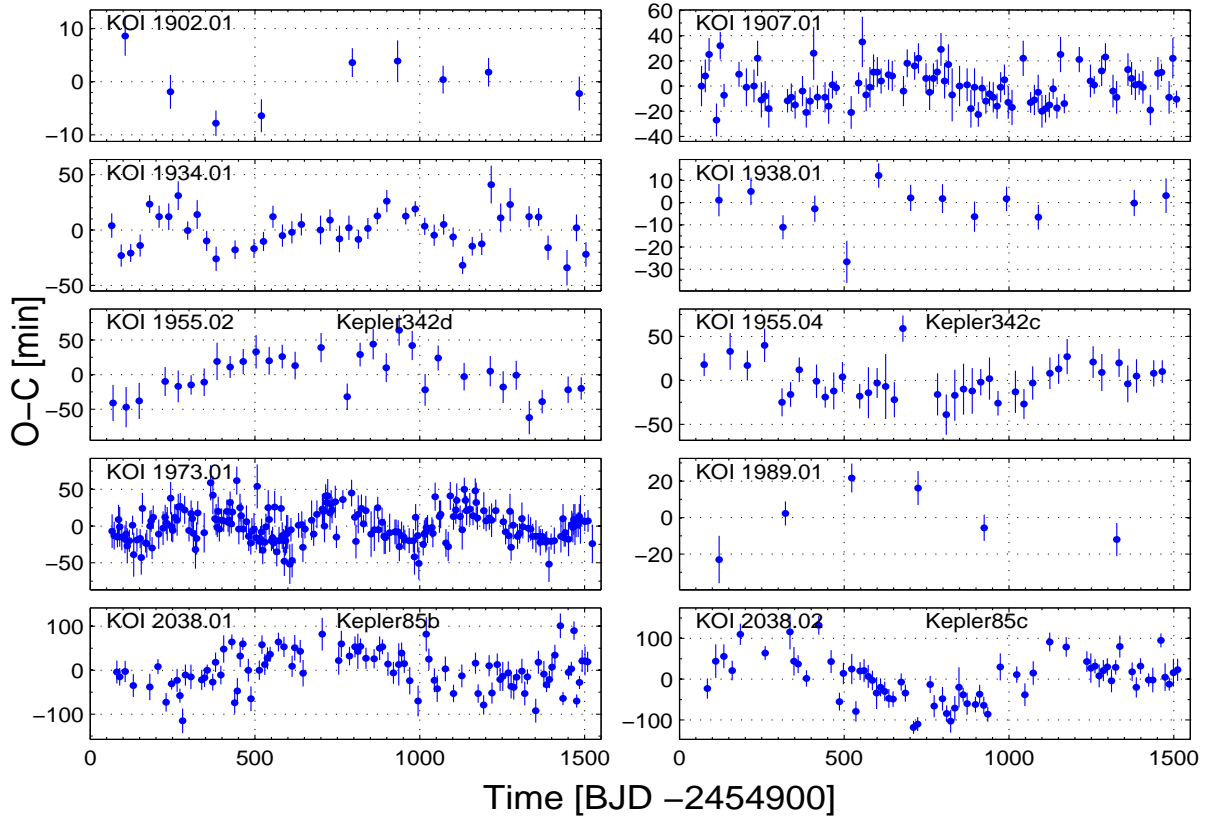 KOI 1902.01
10
0
−10
KOI 1907.01
60
40
20
0
−20
−40
KOI 1934.01
50
0
−50
KOI 1938.01
10
0
−10
−20
−30
KOI 1955.02 Kepler342d
50
0
−50
KOI 1955.04 Kepler342c
50
0
−50
KOI 1973.01
50
0
−50
KOI 1989.01
20
0
−20
KOI 2038.01 Kepler85b
100
0
−100
KOI 2038.02 Kepler85c
100
0
−100
0 500 1000 1500
0 500 1000 1500
O−C [min]
Time [BJD −2454900]